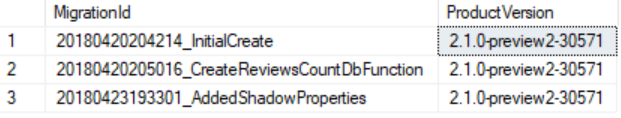 MigrationId ProductVersion
1 20180420204214_InitialCreate 2.1.0-preview2-30571
2 20180420205016_CreateReviewsCountDbFunction 2.1.0-preview2-30571
3 20180423193301_AddedShadowProperties 2.1.0-preview2-30571